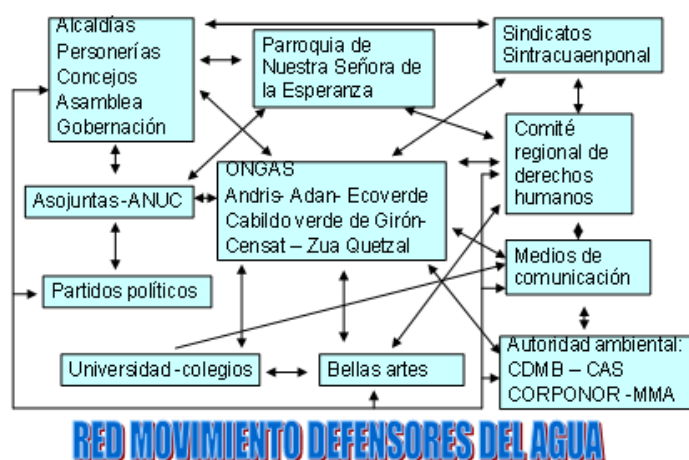 Alcaldías
Personerías
Concejos
Asamblea
Gobernación
Parroquia de
Nuestra Señora de
la Esperanza
Sindicatos
Sintracuaenponal
Comité
regional de
derechos
humanos
ONGAS
Andris- Adan- Ecoverde
Cabildo verde de Girón-
Censat – Zua Quetzal
Asojuntas-ANUC
Medios de
comunicación
Partidos políticos
Autoridad ambiental:
CDMB – CAS
CORPONOR -MMA
Universidad -colegios
Bellas artes
RED MOVIMIENTO DEFENSORES DEL AGUA